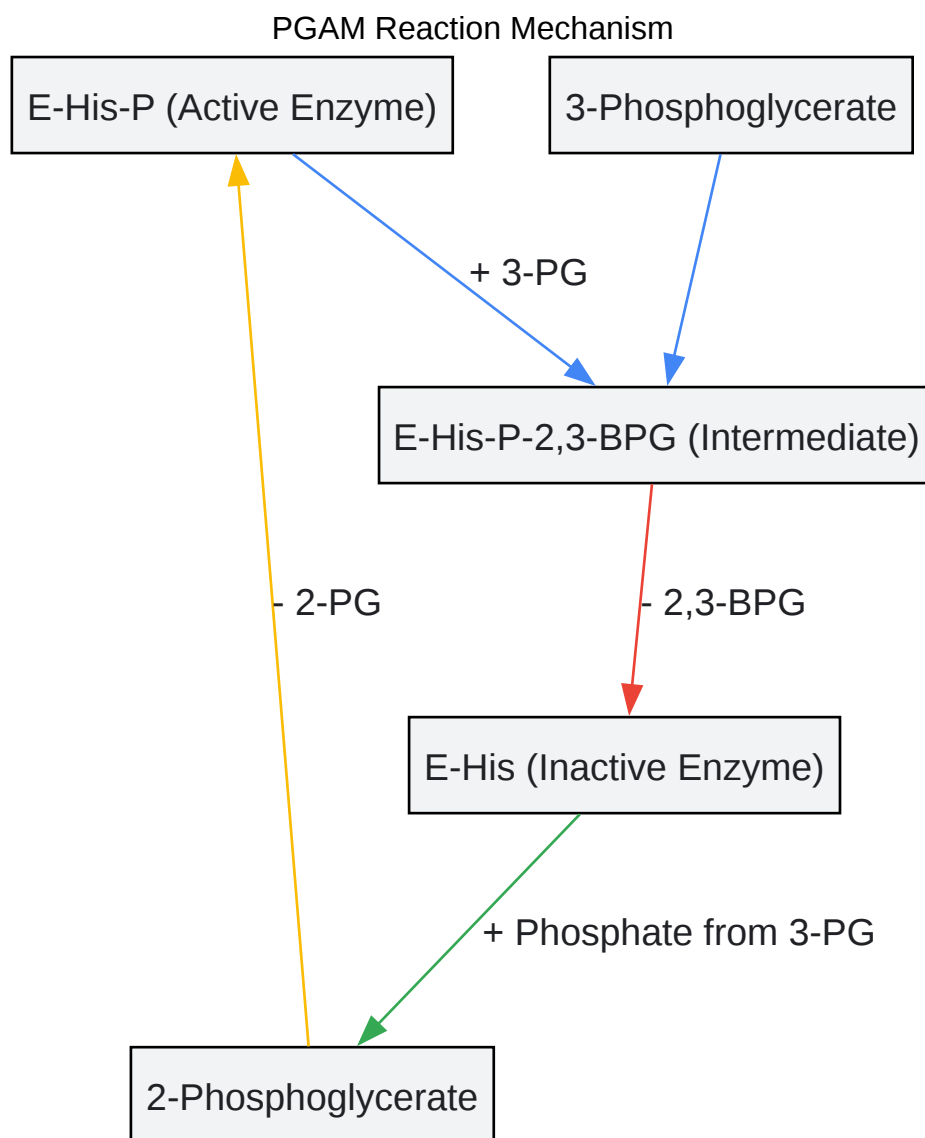 PGAM Reaction Mechanism
E-His-P (Active Enzyme)
3-Phosphoglycerate
+ 3-PG
E-His-P-2,3-BPG (Intermediate)
- 2-PG
- 2,3-BPG
E-His (Inactive Enzyme)
+ Phosphate from 3-PG
2-Phosphoglycerate